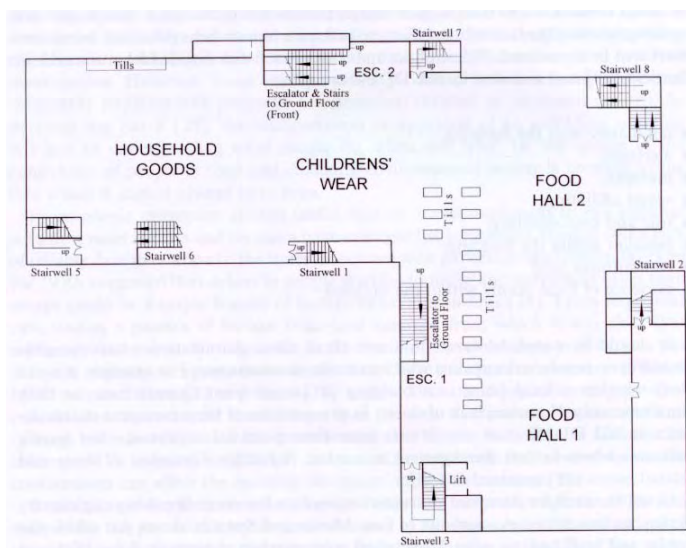 Stairwell 7
up
up
Tills
ESC. 2
Stairwell 8
up
Escalator & Stairs
to Ground Floor
(Front)
up
HOUSEHOLD
GOODS
CHILDRENS'
WEAR
FOOD
HALL 2
Tills
up
up
up
Stairwell 5
Stairwell 6
Stairwell 1
Stairwell 2
up
up
Escalator to
Ground Floor
Tills
ESC. 1
FOOD
HALL 1
up
Lift
Stairwell 3